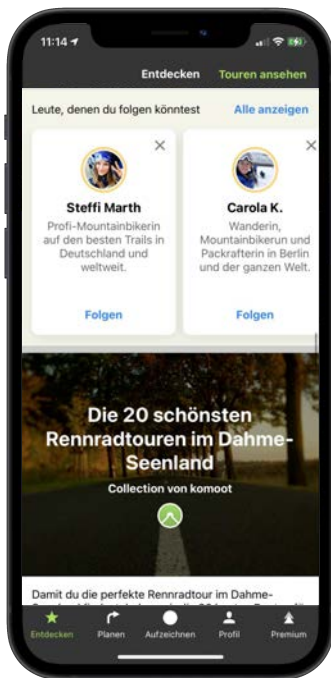 11:14
Entdecken Touren ansehen
Leute, denen du folgen könntest Alle anzeigen
Steffi Marth
Profi-Mountainbikerin
auf den besten Trails in
Deutschland und
weltweit.
Folgen
Carola K.
Wanderin,
Mountainbikerun und
Packrafterin in Berlin
und der ganzen Welt.
Folgen
Die 20 schönsten
Rennradtouren im Dahme-
Seenland
Collection von komoot
Damit du die perfekte Rennradtour im Dahme-
Entdecken Planen Aufzeichnen Profil Premium